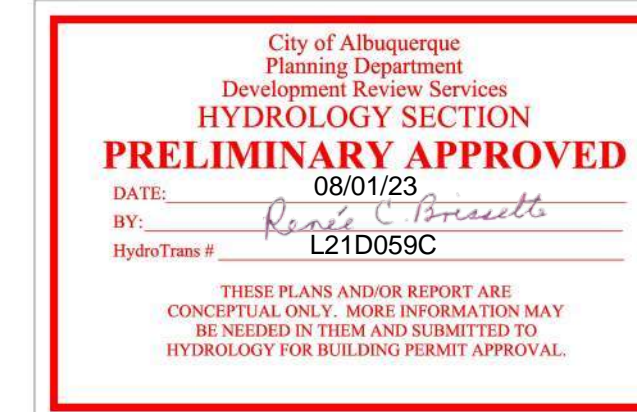 City of Albuquerque
Planning Department
Development Review Services
HYDROLOGY SECTION
PRELIMINARY APPROVED
DATE: 08/01/23
BY: Renée C. Brissette
HydroTrans # L21D059C
THESE PLANS AND/OR REPORT ARE
CONCEPTUAL ONLY. MORE INFORMATION MAY
BE NEEDED IN THEM AND SUBMITTED TO
HYDROLOGY FOR BUILDING PERMIT APPROVAL.